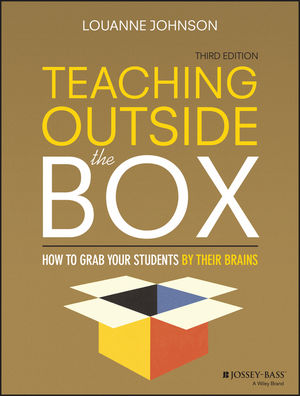 LOUANNE JOHNSON
THIRD EDITION
TEACHING
OUTSIDE
the
BOX
HOW TO GRAB YOUR STUDENTS BY THEIR BRAINS
JOSSEY-BASS™
A Wiley Brand